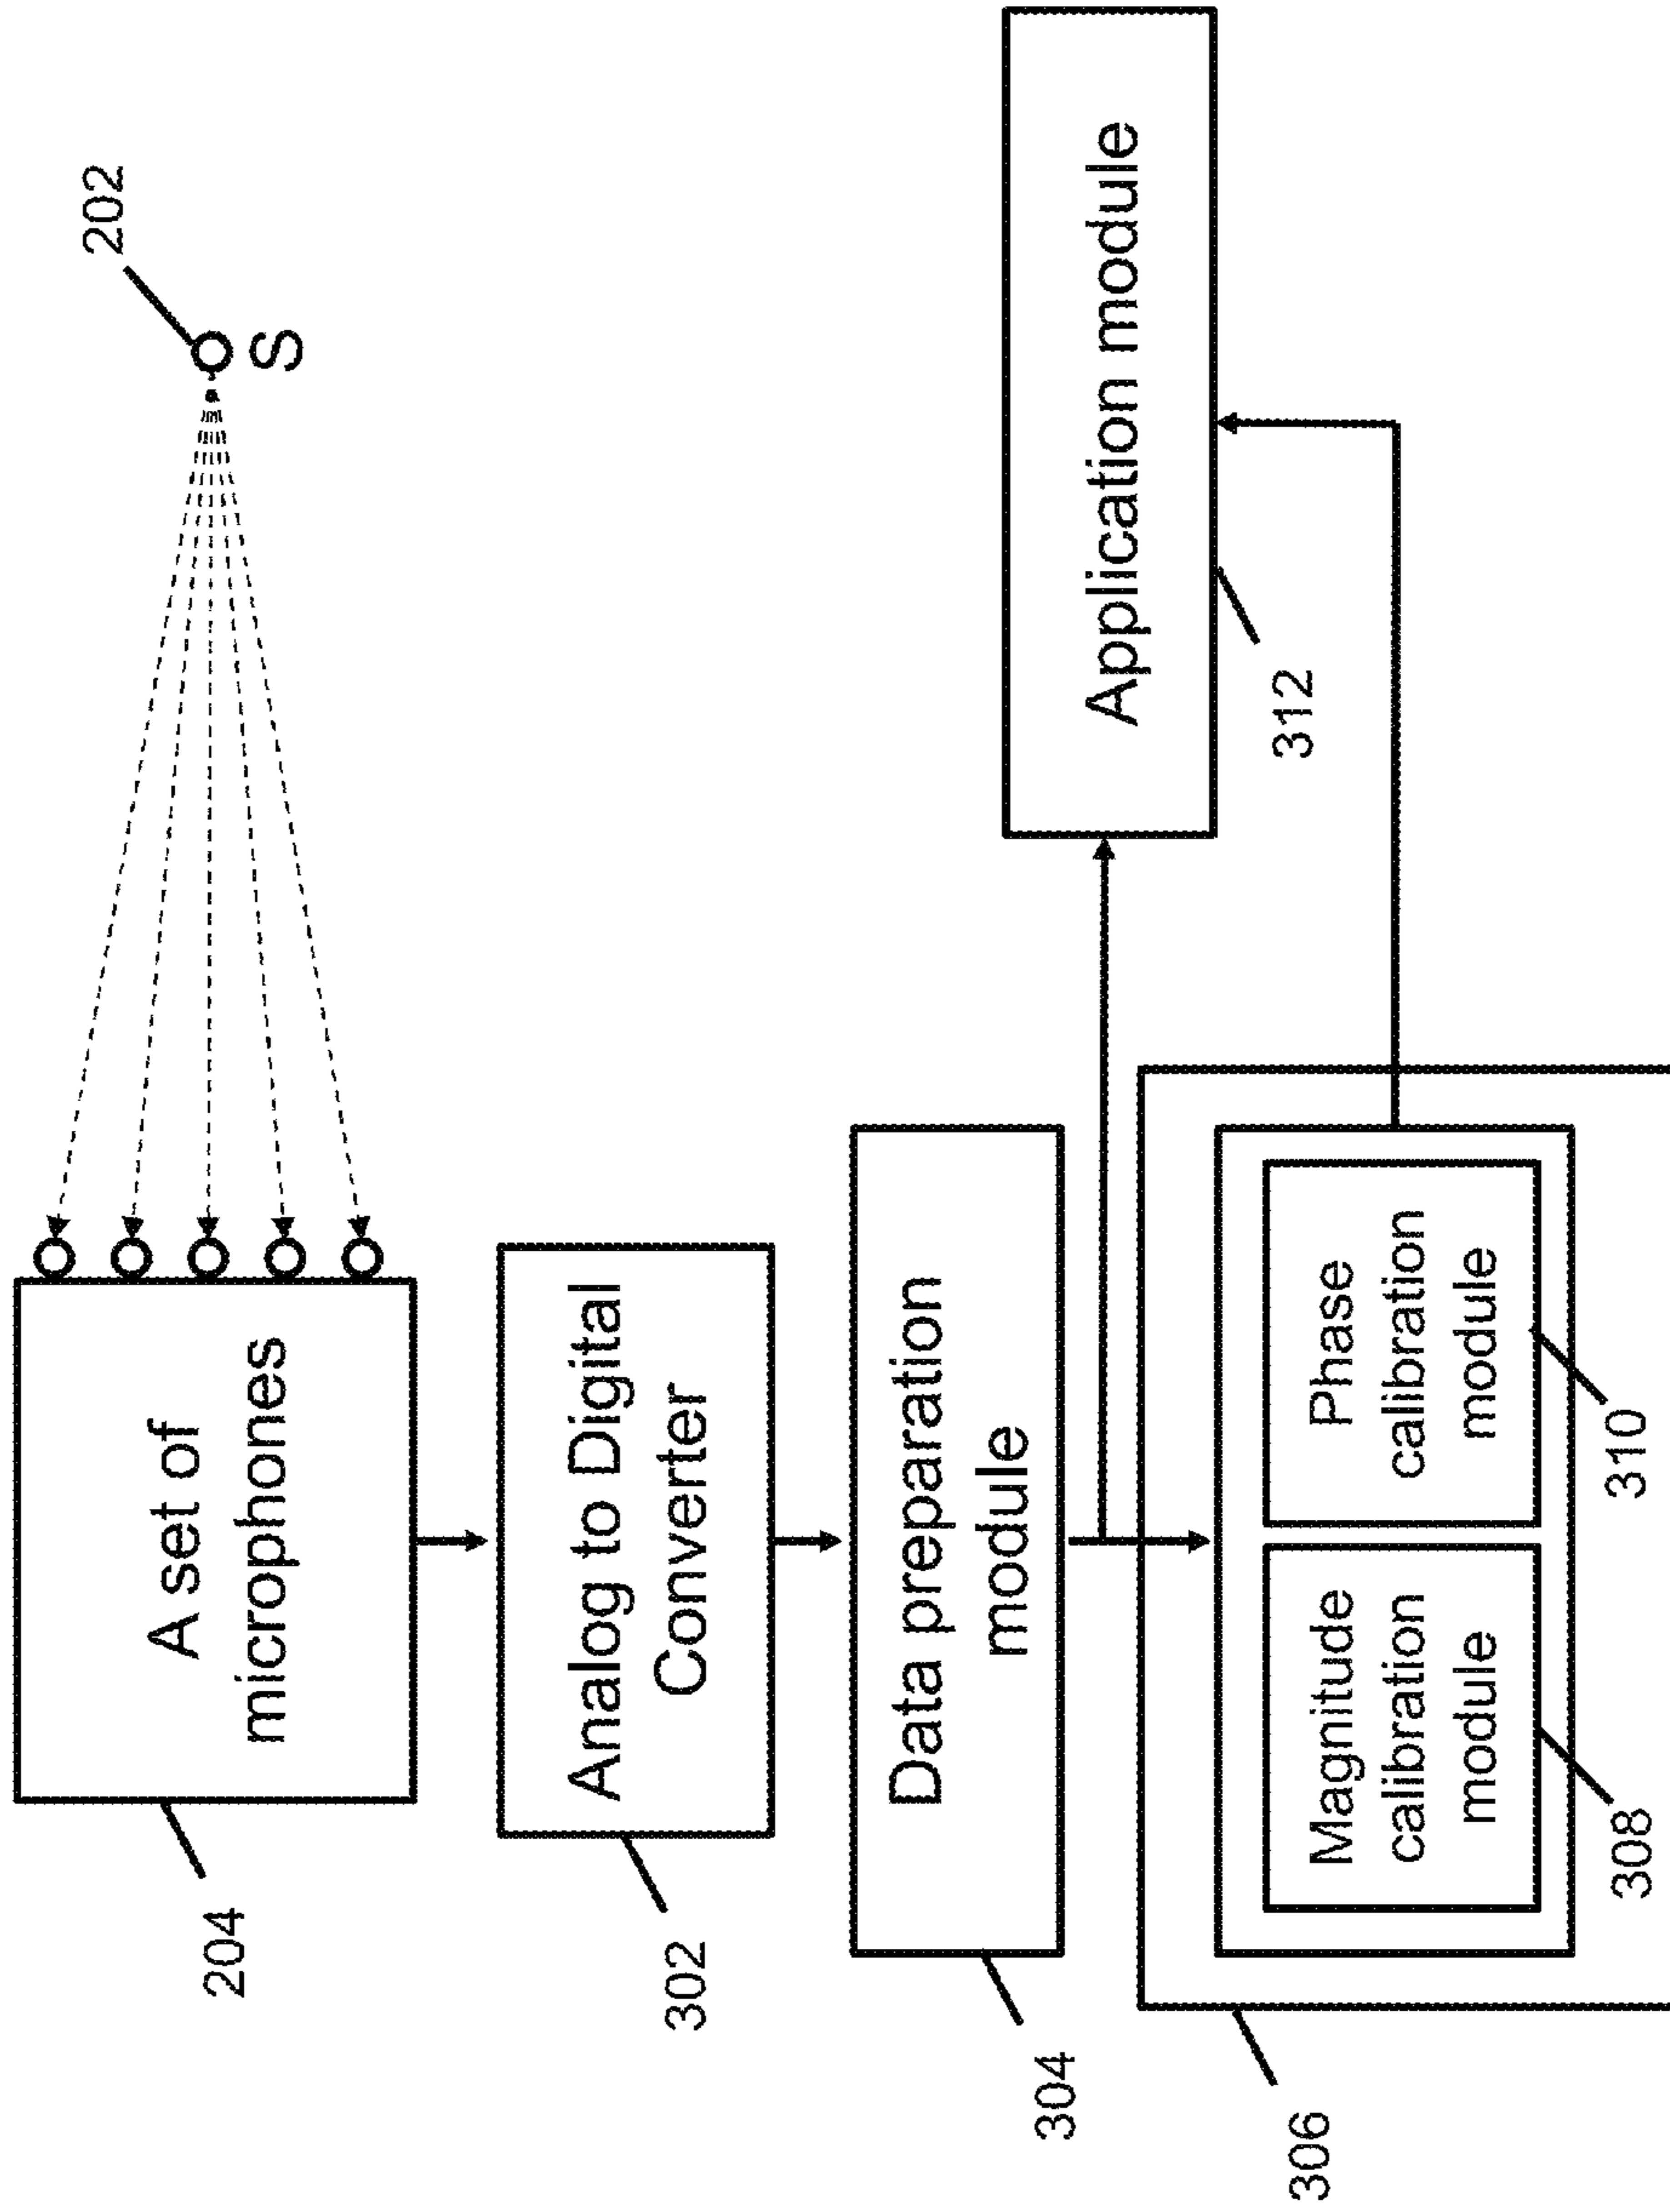 202
S
A set of
microphones
204
Analog to Digital
Converter
302
Data preparation
module
304
Application module
312
Magnitude
calibration
module
308
Phase
calibration
module
310
306